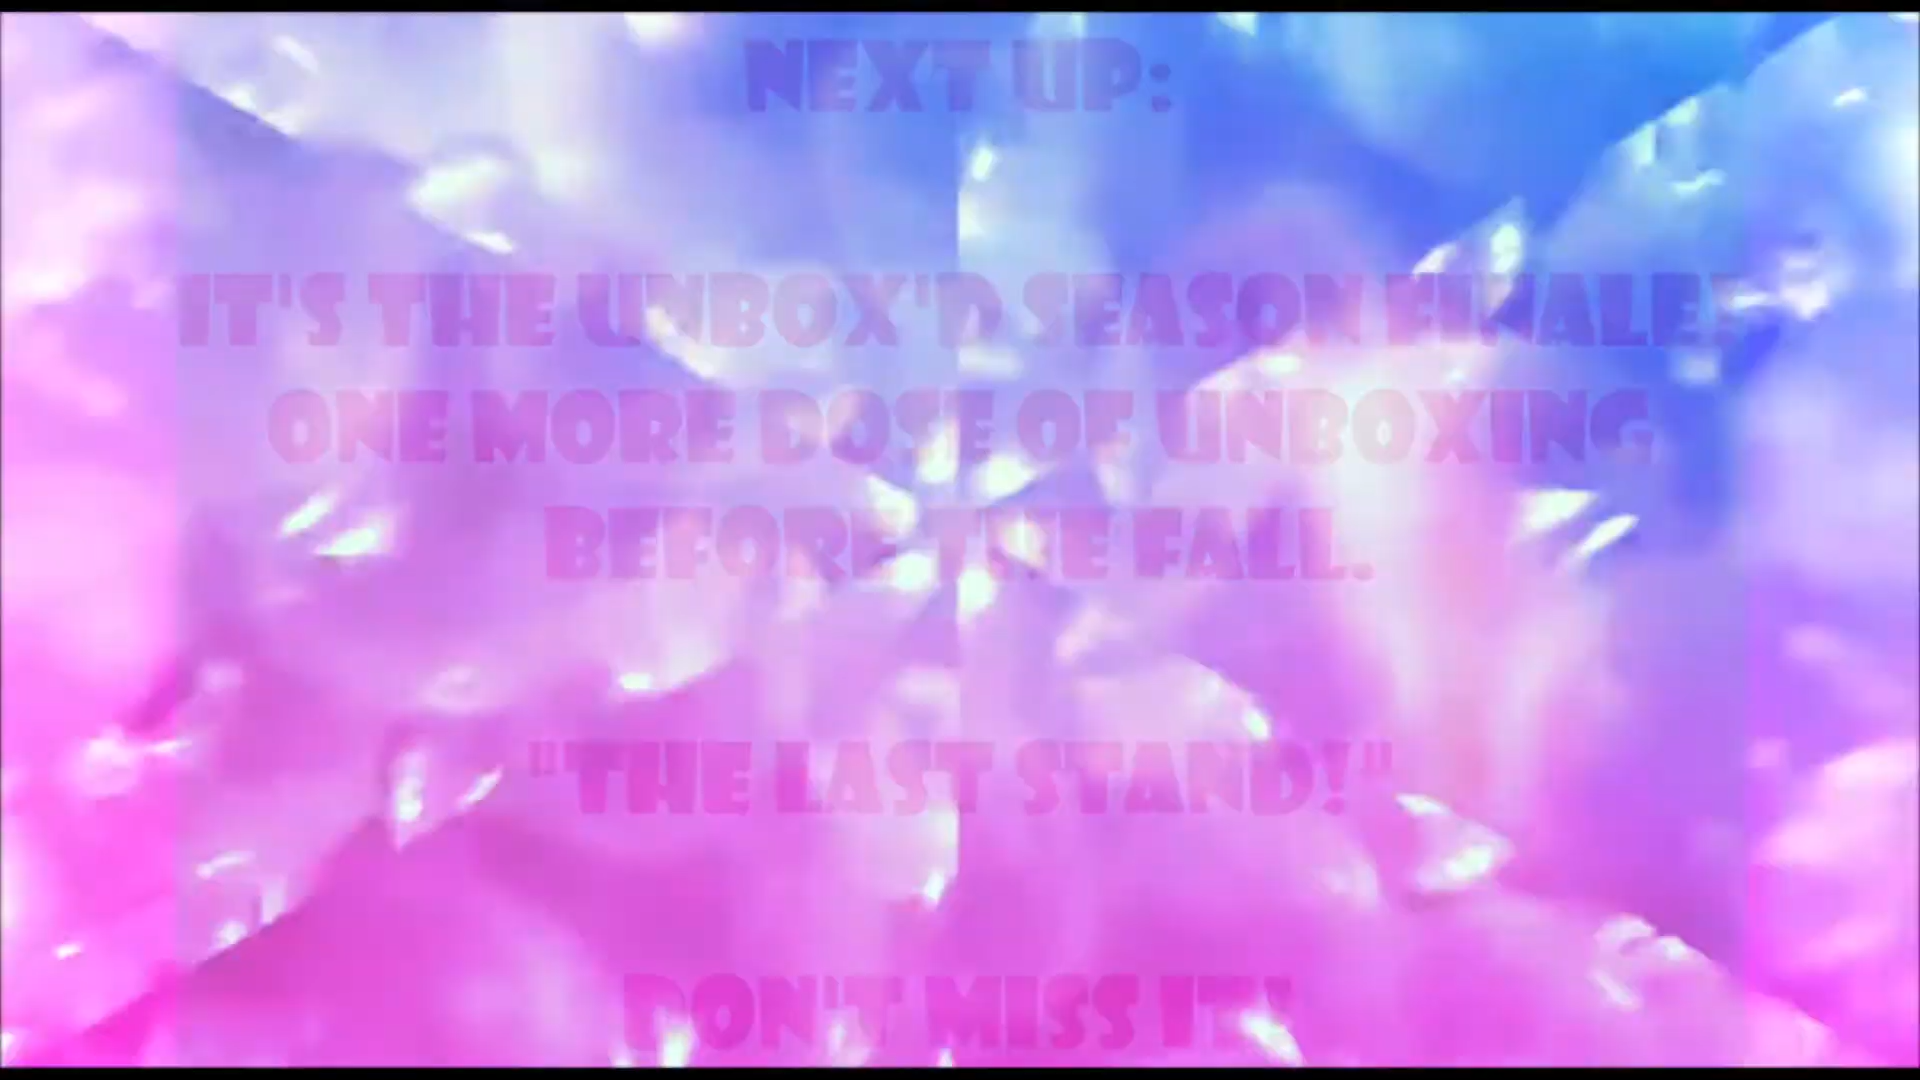 NEXT UP:
IT'S THE UNBOX'D SEASON FINALE!
ONE MORE DOSE OF UNBOXING
BEFORE THE FALL.
"THE LAST STAND!"
DON'T MISS IT!